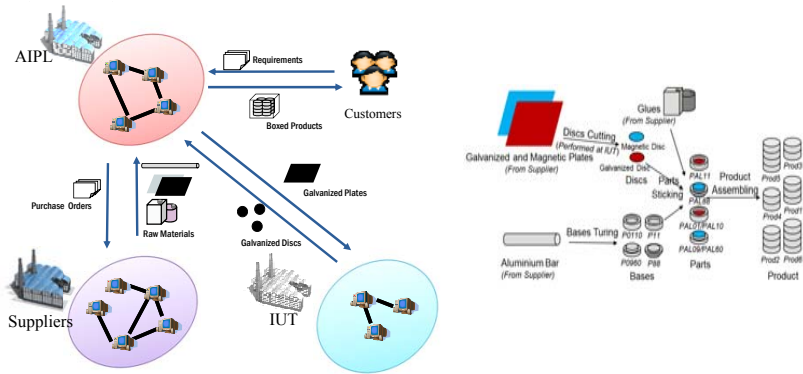 AIPL
Requirements
Customers
Boxed Products
Purchase Orders
Raw Materials
Galvanized Plates
Galvanized Discs
Suppliers
IUT
Glues
(From Supplier)
Discs Cutting
(Performed at IUT)
Magnetic Disc
Galvanized Disc
Galvanized and Magnetic Plates
(From Supplier)
Discs
Parts
Sticking
PAL11
PAL88
PAL01/PAL10
PAL09/PAL60
Parts
Product
Assembling
Prod5
Prod3
Prod4
Prod1
Prod2
Prod6
Product
Bases Turing
P0110
P11
P0960
P88
Bases
Aluminium Bar
(From Supplier)